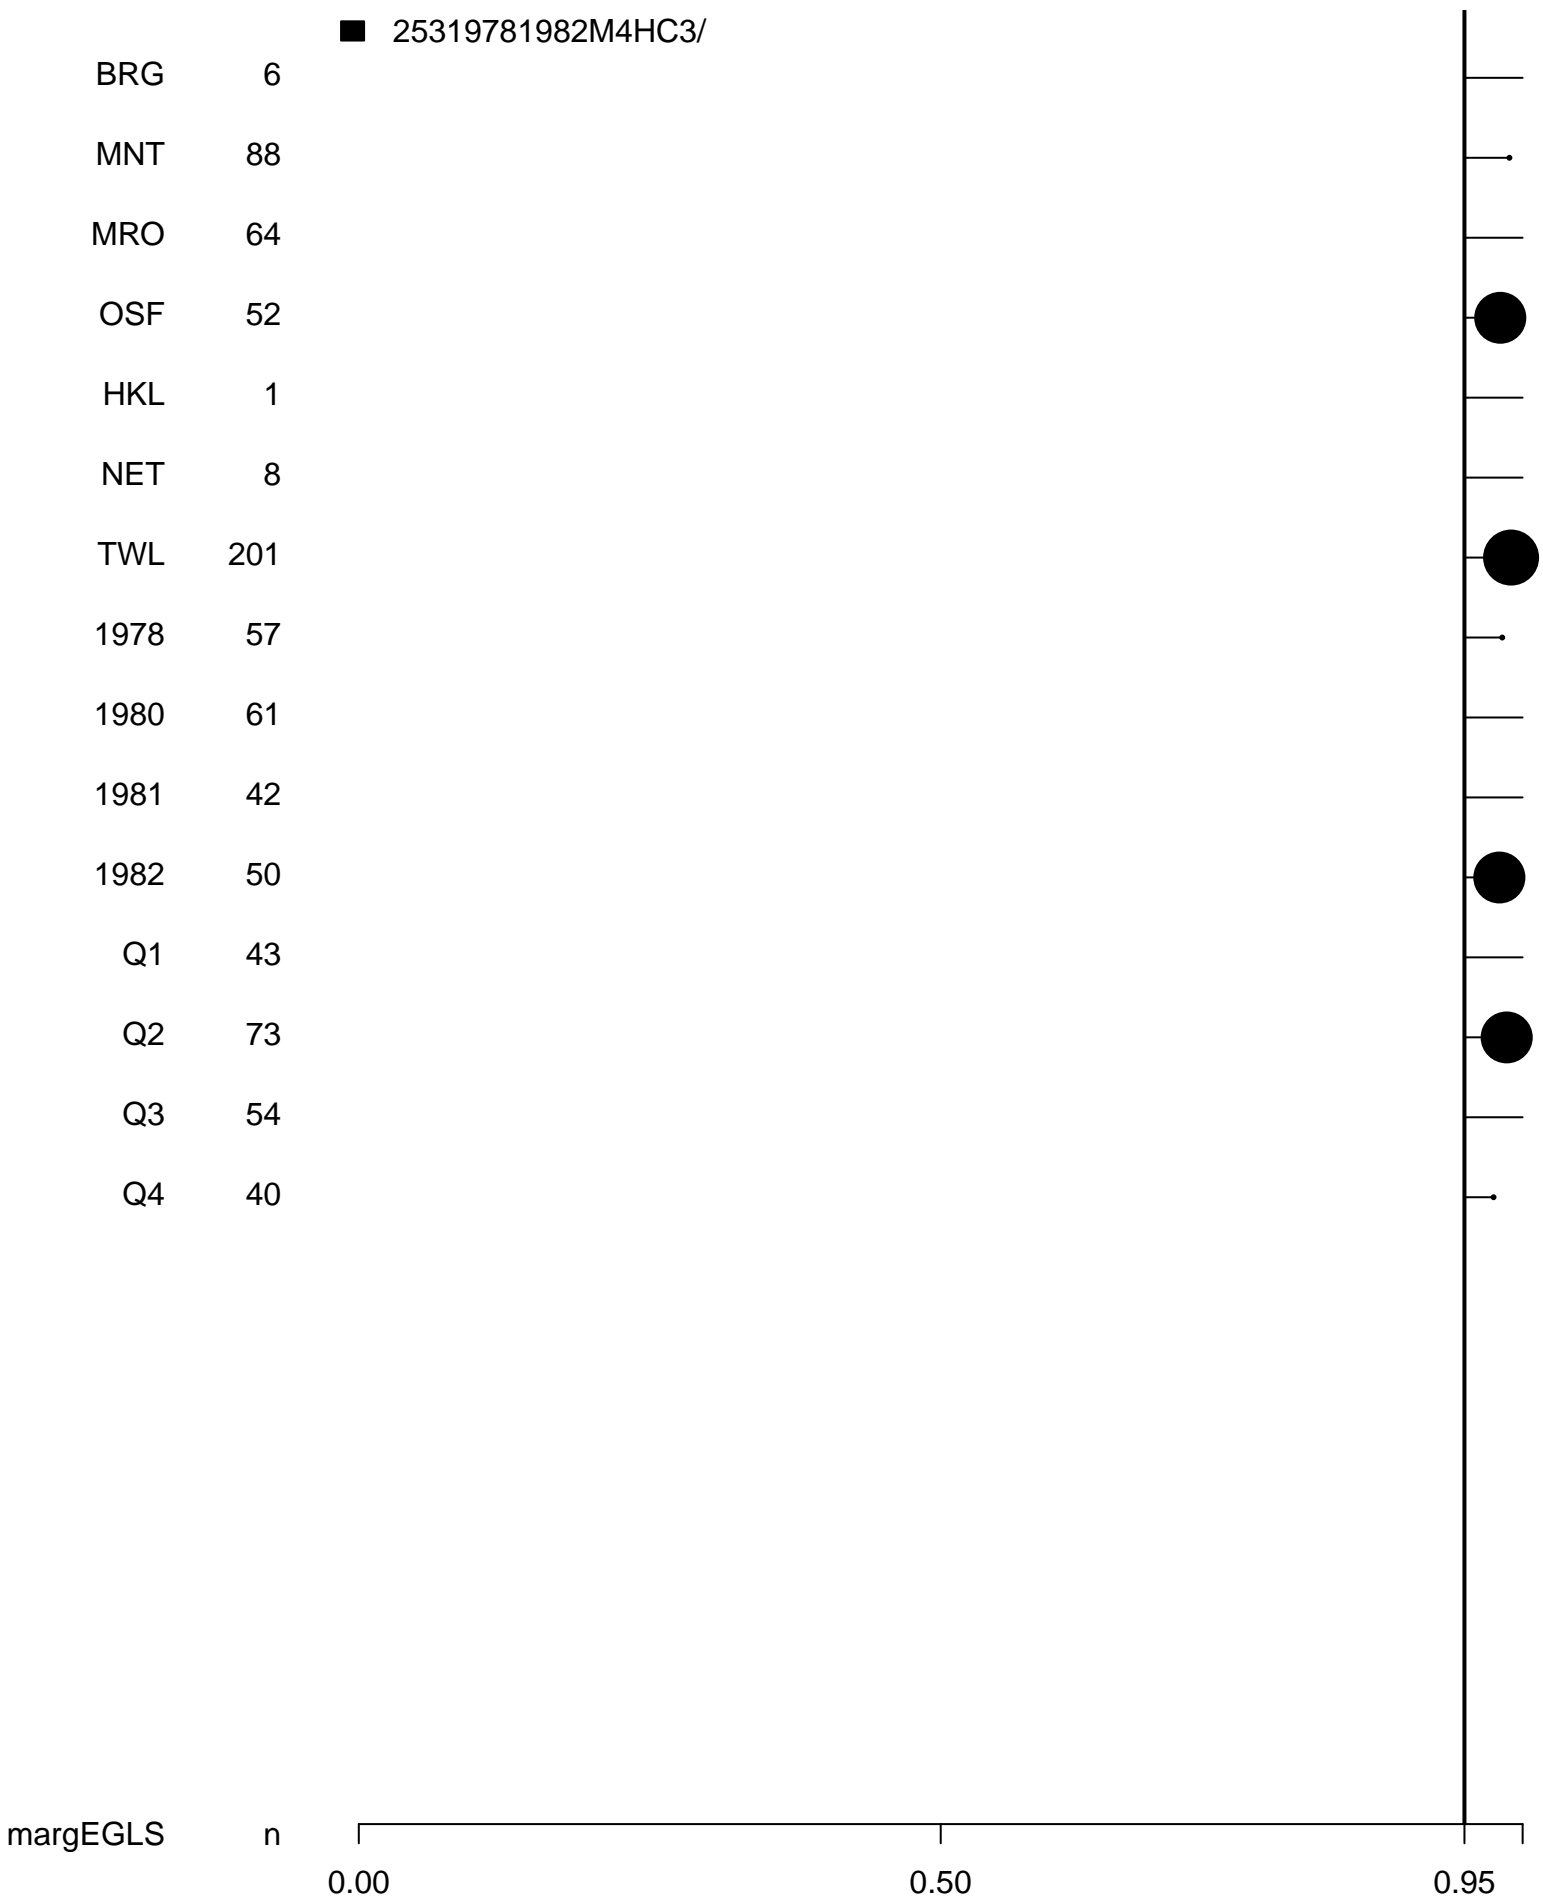 25319781982M4HC3/
BRG 6
MNT 88
MRO 64
OSF 52
HKL 1
NET 8
TWL 201
1978 57
1980 61
1981 42
1982 50
Q1 43
Q2 73
Q3 54
Q4 40
margEGLS n
0.00 0.50 0.95